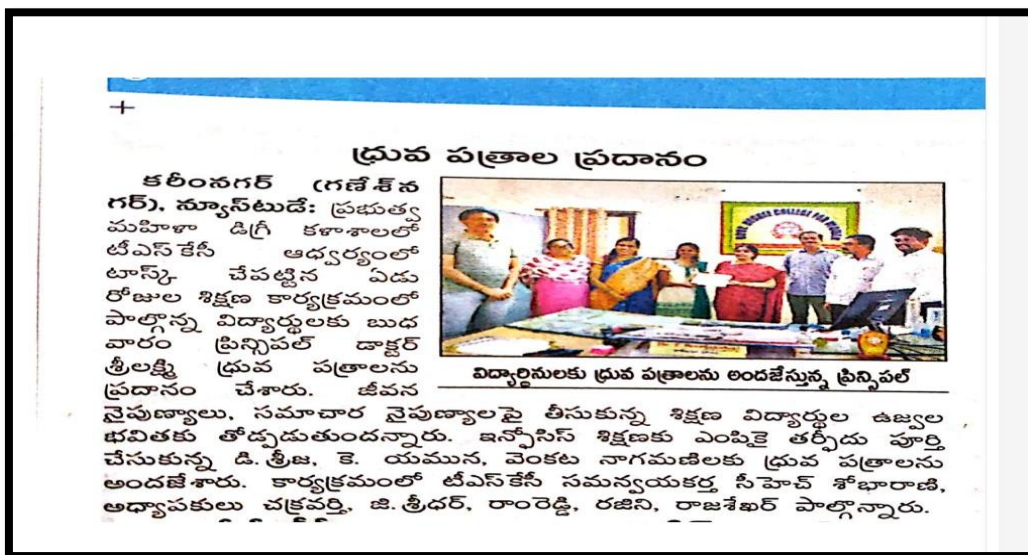 ధ్రువ పత్రాల ప్రదానం
కరీంనగర్ (గణేశ్‌న
గర్), న్యూస్‌టుడే: ప్రభుత్వ
మహిళా డిగ్రీ కళాశాలలో
టీఎస్ కేసీ ఆధ్వర్యంలో
టాస్క్ చేపట్టిన ఏడు
రోజుల శిక్షణ కార్యక్రమంలో
పాల్గొన్న విద్యార్థులకు బుధ
వారం ప్రిన్సిపల్ డాక్టర్
శ్రీలక్ష్మి ధ్రువ పత్రాలను
ప్రదానం చేశారు. జీవన
నైపుణ్యాలు, సమాచార నైపుణ్యాలపై తీసుకున్న శిక్షణ విద్యార్థుల ఉజ్వల
భవితకు తోడ్పడుతుందన్నారు. ఇన్ఫోసిస్ శిక్షణకు ఎంపికై తర్ఫీదు పూర్తి
చేసుకున్న డి. శ్రీజ, కె. యమున, వెంకట నాగమణిలకు ధ్రువ పత్రాలను
అందజేశారు. కార్యక్రమంలో టీఎస్‌కేసీ సమన్వయకర్త సీహెచ్ శోభారాణి,
అధ్యాపకులు చక్రవర్తి, జి. శ్రీధర్, రాంరెడ్డి, రజిని, రాజశేఖర్ పాల్గొన్నారు.
DEGREE COLLEGE FOR
విద్యార్థినులకు ధ్రువ పత్రాలను అందజేస్తున్న ప్రిన్సిపల్